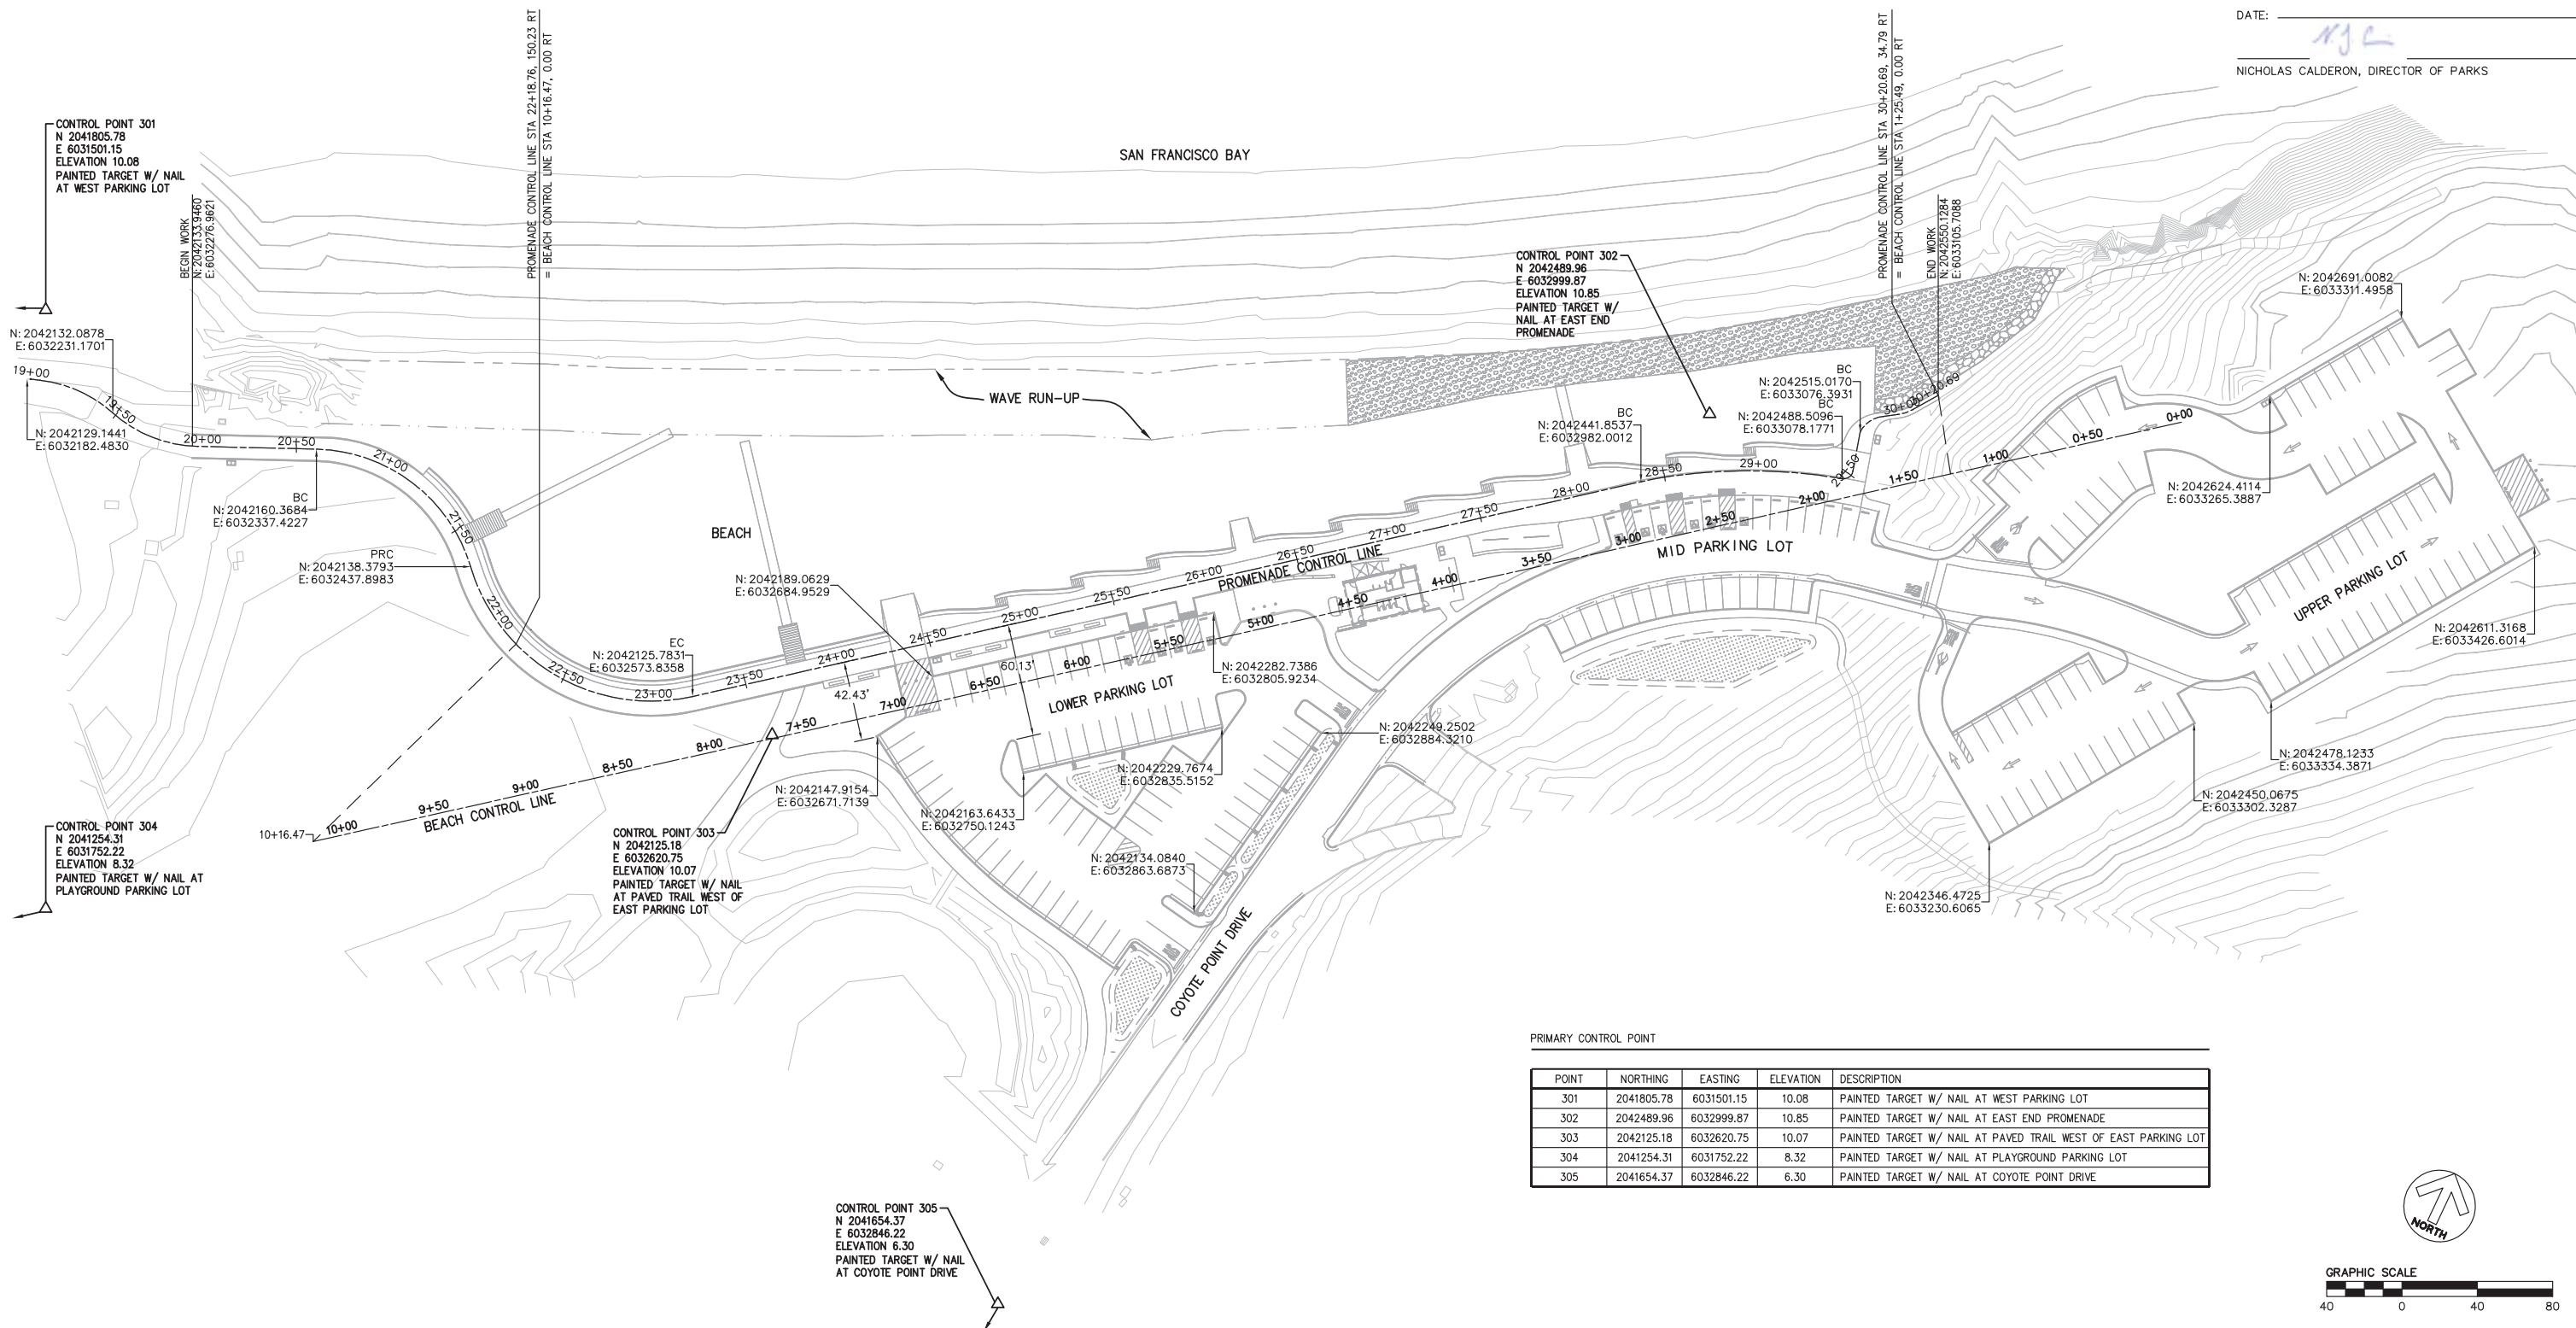 DATE:
NICHOLAS CALDERON, DIRECTOR OF PARKS
PROMENADE CONTROL LINE STA 22+18.76, 150.23 RT
= BEACH CONTROL LINE STA 10+16.47, 0.00 RT
PROMENADE CONTROL LINE STA 30+20.69, 34.79 RT
= BEACH CONTROL LINE STA 1+25.49, 0.00 RT
CONTROL POINT 301
N 2041805.78
E 6031501.15
ELEVATION 10.08
PAINTED TARGET W/ NAIL
AT WEST PARKING LOT
SAN FRANCISCO BAY
BEGIN WORK
N:2042133.9460
E:6032276.9621
END WORK
N:2042550.1284
E:6033105.7088
CONTROL POINT 302
N 2042489.96
E 6032999.87
ELEVATION 10.85
PAINTED TARGET W/
NAIL AT EAST END
PROMENADE
N: 2042691.0082
E: 6033311.4958
N: 2042132.0878
E: 6032231.1701
19+00
19+50
N: 2042129.1441
E: 6032182.4830
20+00
20+50
21+00
21+50
22+00
22+50
23+00
23+50
24+00
24+50
25+00
25+50
26+00
26+50
27+00
27+50
28+00
28+50
29+00
29+50
30+00
30+20.69
WAVE RUN-UP
BC
N: 2042515.0170
E: 6033076.3931
BC
N: 2042488.5096
E: 6033078.1771
BC
N: 2042441.8537
E: 6032982.0012
0+00
0+50
1+00
1+50
2+00
2+50
3+00
3+50
4+00
4+50
5+00
5+50
6+00
6+50
7+00
7+50
8+00
8+50
9+00
9+50
10+00
10+16.47
BC
N: 2042160.3684
E: 6032337.4227
PRC
N: 2042138.3793
E: 6032437.8983
BEACH
N: 2042189.0629
E: 6032684.9529
EC
N: 2042125.7831
E: 6032573.8358
PROMENADE CONTROL LINE
MID PARKING LOT
N: 2042624.4114
E: 6033265.3887
UPPER PARKING LOT
N: 2042611.3168
E: 6033426.6014
60.13'
42.43'
LOWER PARKING LOT
N: 2042282.7386
E: 6032805.9234
N: 2042249.2502
E: 6032884.3210
N: 2042229.7674
E: 6032835.5152
N: 2042478.1233
E: 6033334.3871
N: 2042450.0675
E: 6033302.3287
N: 2042147.9154
E: 6032671.7139
N: 2042163.6433
E: 6032750.1243
BEACH CONTROL LINE
CONTROL POINT 304
N 2041254.31
E 6031752.22
ELEVATION 8.32
PAINTED TARGET W/ NAIL AT
PLAYGROUND PARKING LOT
CONTROL POINT 303
N 2042125.18
E 6032620.75
ELEVATION 10.07
PAINTED TARGET W/ NAIL
AT PAVED TRAIL WEST OF
EAST PARKING LOT
N: 2042134.0840
E: 6032863.6873
N: 2042346.4725
E: 6033230.6065
COYOTE POINT DRIVE
PRIMARY CONTROL POINT
POINT NORTHING EASTING ELEVATION DESCRIPTION
301 2041805.78 6031501.15 10.08 PAINTED TARGET W/ NAIL AT WEST PARKING LOT
302 2042489.96 6032999.87 10.85 PAINTED TARGET W/ NAIL AT EAST END PROMENADE
303 2042125.18 6032620.75 10.07 PAINTED TARGET W/ NAIL AT PAVED TRAIL WEST OF EAST PARKING LOT
304 2041254.31 6031752.22 8.32 PAINTED TARGET W/ NAIL AT PLAYGROUND PARKING LOT
305 2041654.37 6032846.22 6.30 PAINTED TARGET W/ NAIL AT COYOTE POINT DRIVE
CONTROL POINT 305
N 2041654.37
E 6032846.22
ELEVATION 6.30
PAINTED TARGET W/ NAIL
AT COYOTE POINT DRIVE
NORTH
GRAPHIC SCALE
40 0 40 80